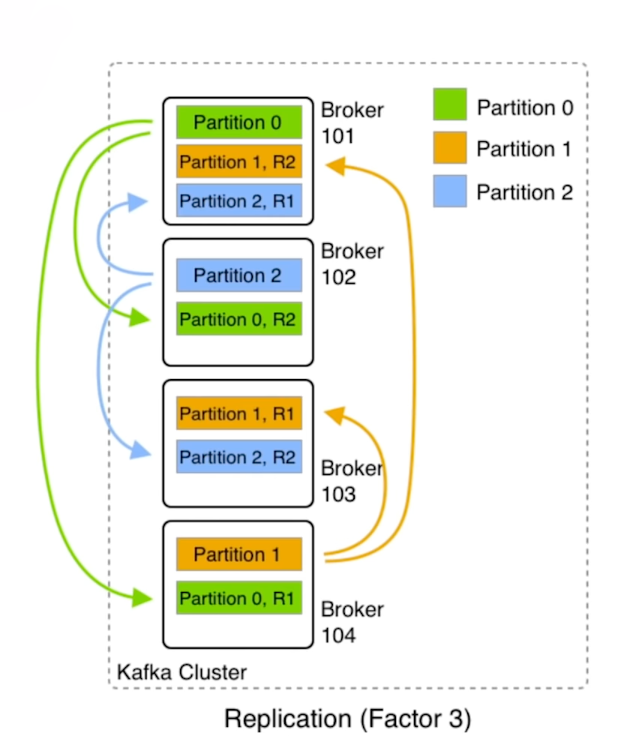 Partition 0
Partition 1, R2
Partition 2, R1
Broker
101
Partition 0
Partition 1
Partition 2
Partition 2
Partition 0, R2
Broker
102
Partition 1, R1
Partition 2, R2
Broker
103
Partition 1
Partition 0, R1
Broker
104
Kafka Cluster
Replication (Factor 3)